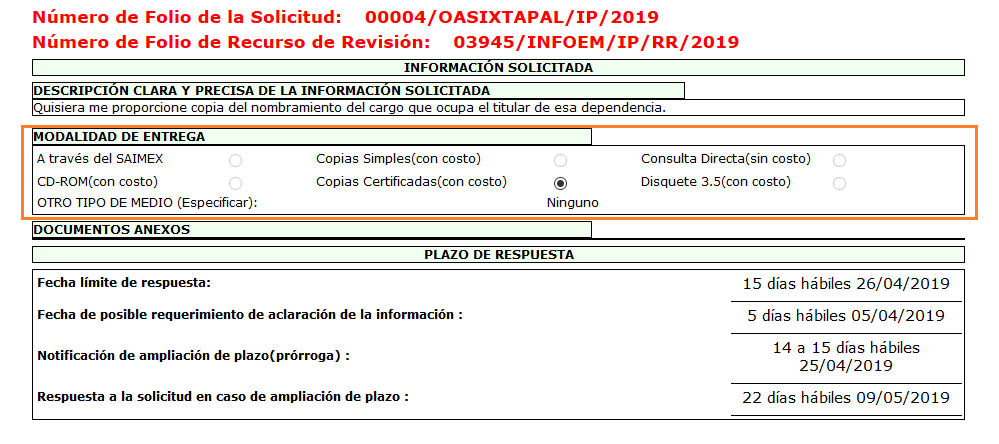 Número de Folio de la Solicitud: 00004/OASIXTAPAL/IP/2019
Número de Folio de Recurso de Revisión: 03945/INFOEM/IP/RR/2019
INFORMACIÓN SOLICITADA
DESCRIPCIÓN CLARA Y PRECISA DE LA INFORMACIÓN SOLICITADA
Quisiera me proporcione copia del nombramiento del cargo que ocupa el titular de esa dependencia.
MODALIDAD DE ENTREGA
A través del SAIMEX Copias Simples(con costo) Consulta Directa(sin costo)
CD-ROM(con costo) Copias Certificadas(con costo) Disquete 3.5(con costo)
OTRO TIPO DE MEDIO (Especificar): Ninguno
DOCUMENTOS ANEXOS
PLAZO DE RESPUESTA
Fecha límite de respuesta: 15 días hábiles 26/04/2019
Fecha de posible requerimiento de aclaración de la información : 5 días hábiles 05/04/2019
Notificación de ampliación de plazo(prórroga) : 14 a 15 días hábiles
25/04/2019
Respuesta a la solicitud en caso de ampliación de plazo : 22 días hábiles 09/05/2019